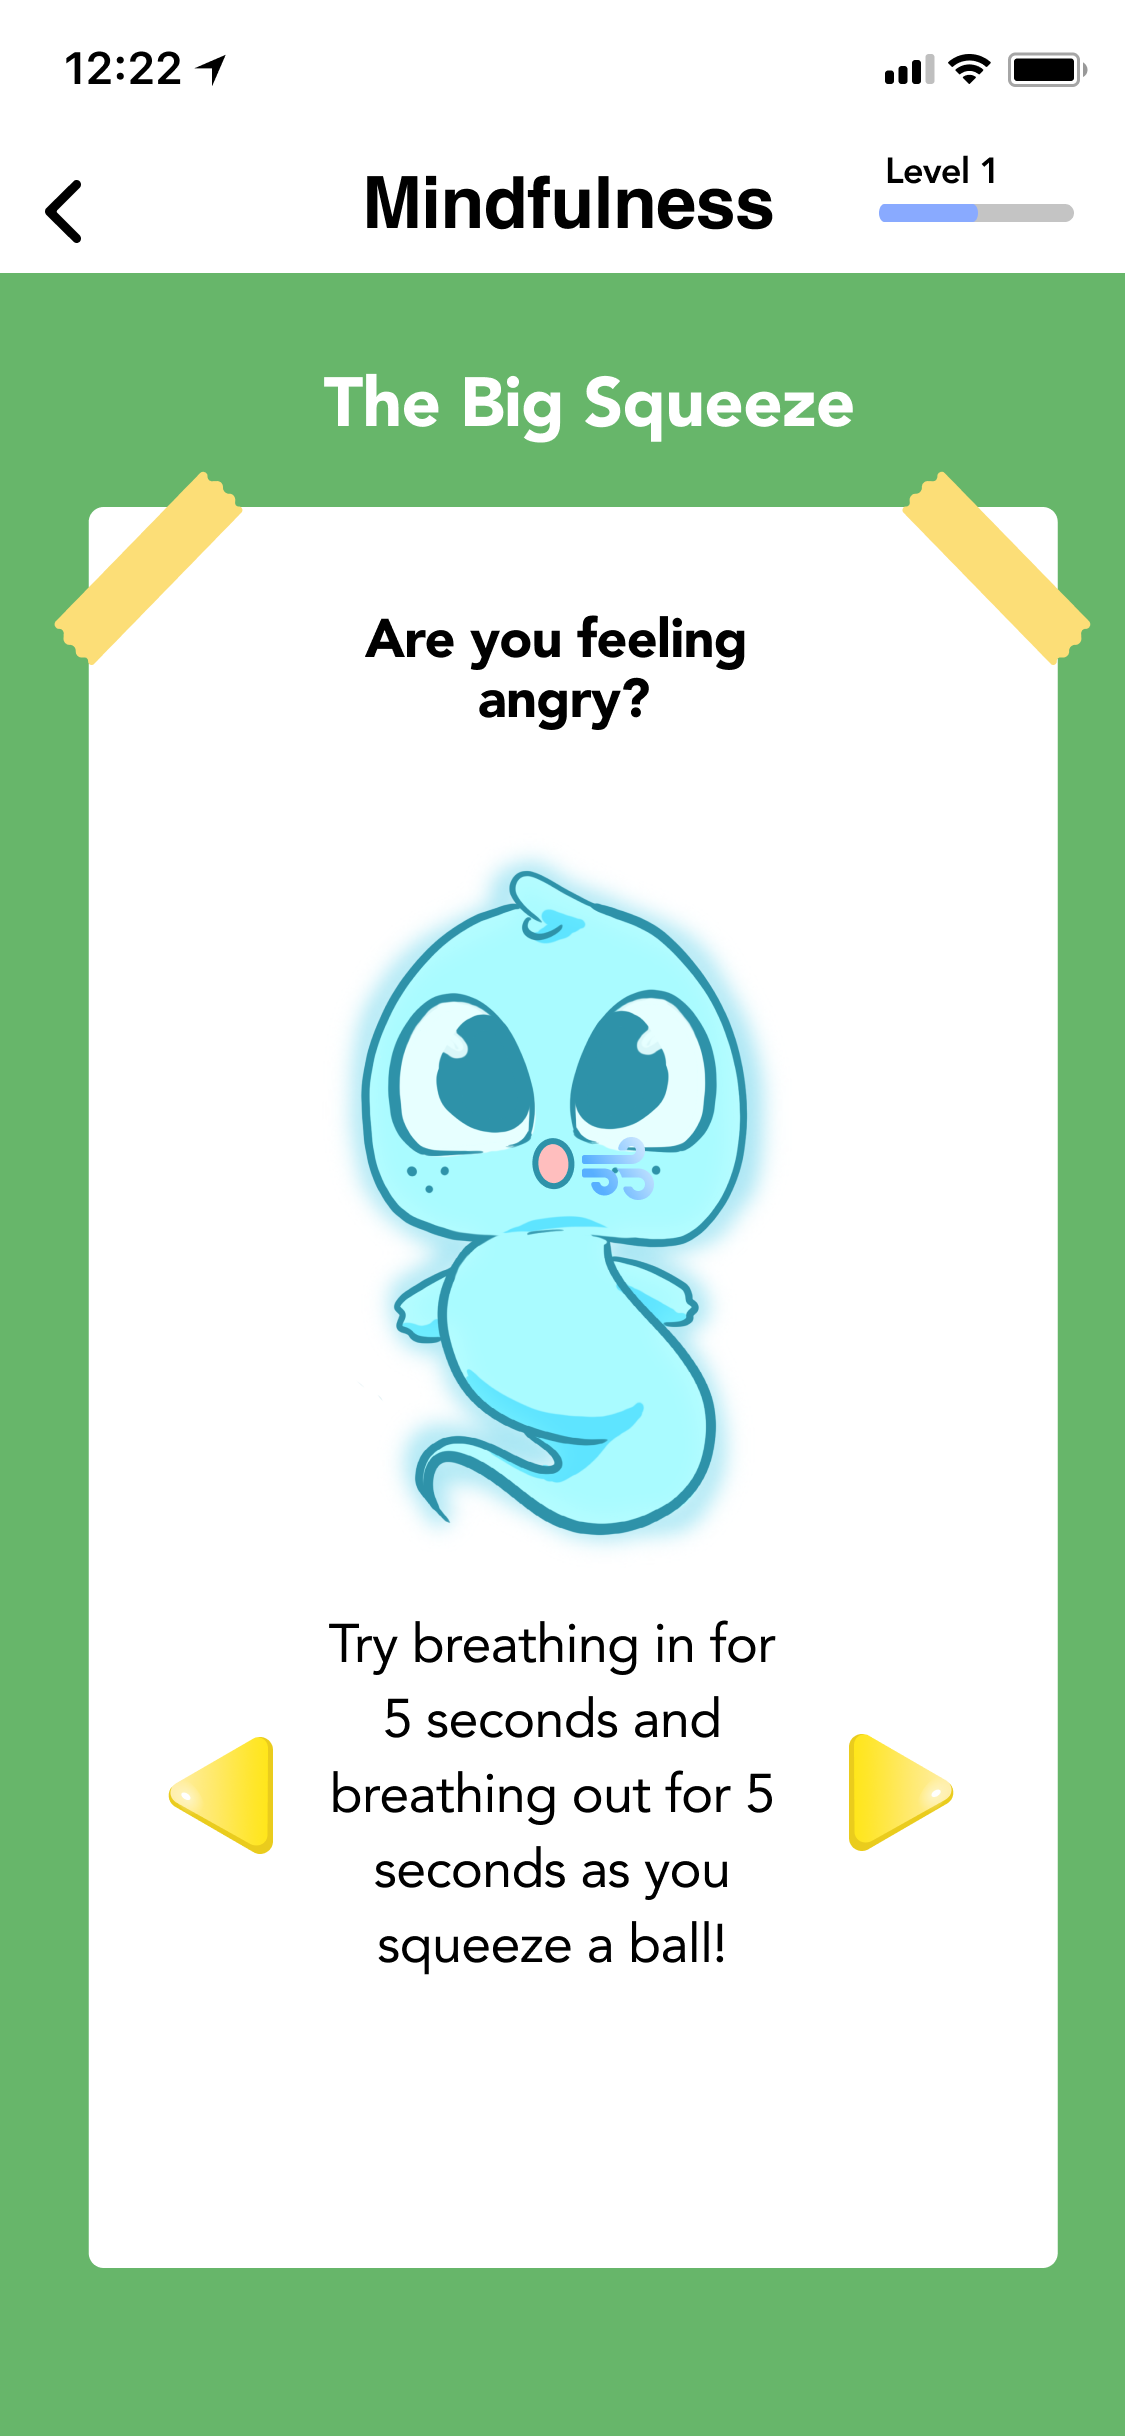 12:22
Mindfulness
Level 1
The Big Squeeze
Are you feeling
angry?
Try breathing in for
5 seconds and
breathing out for 5
seconds as you
squeeze a ball!